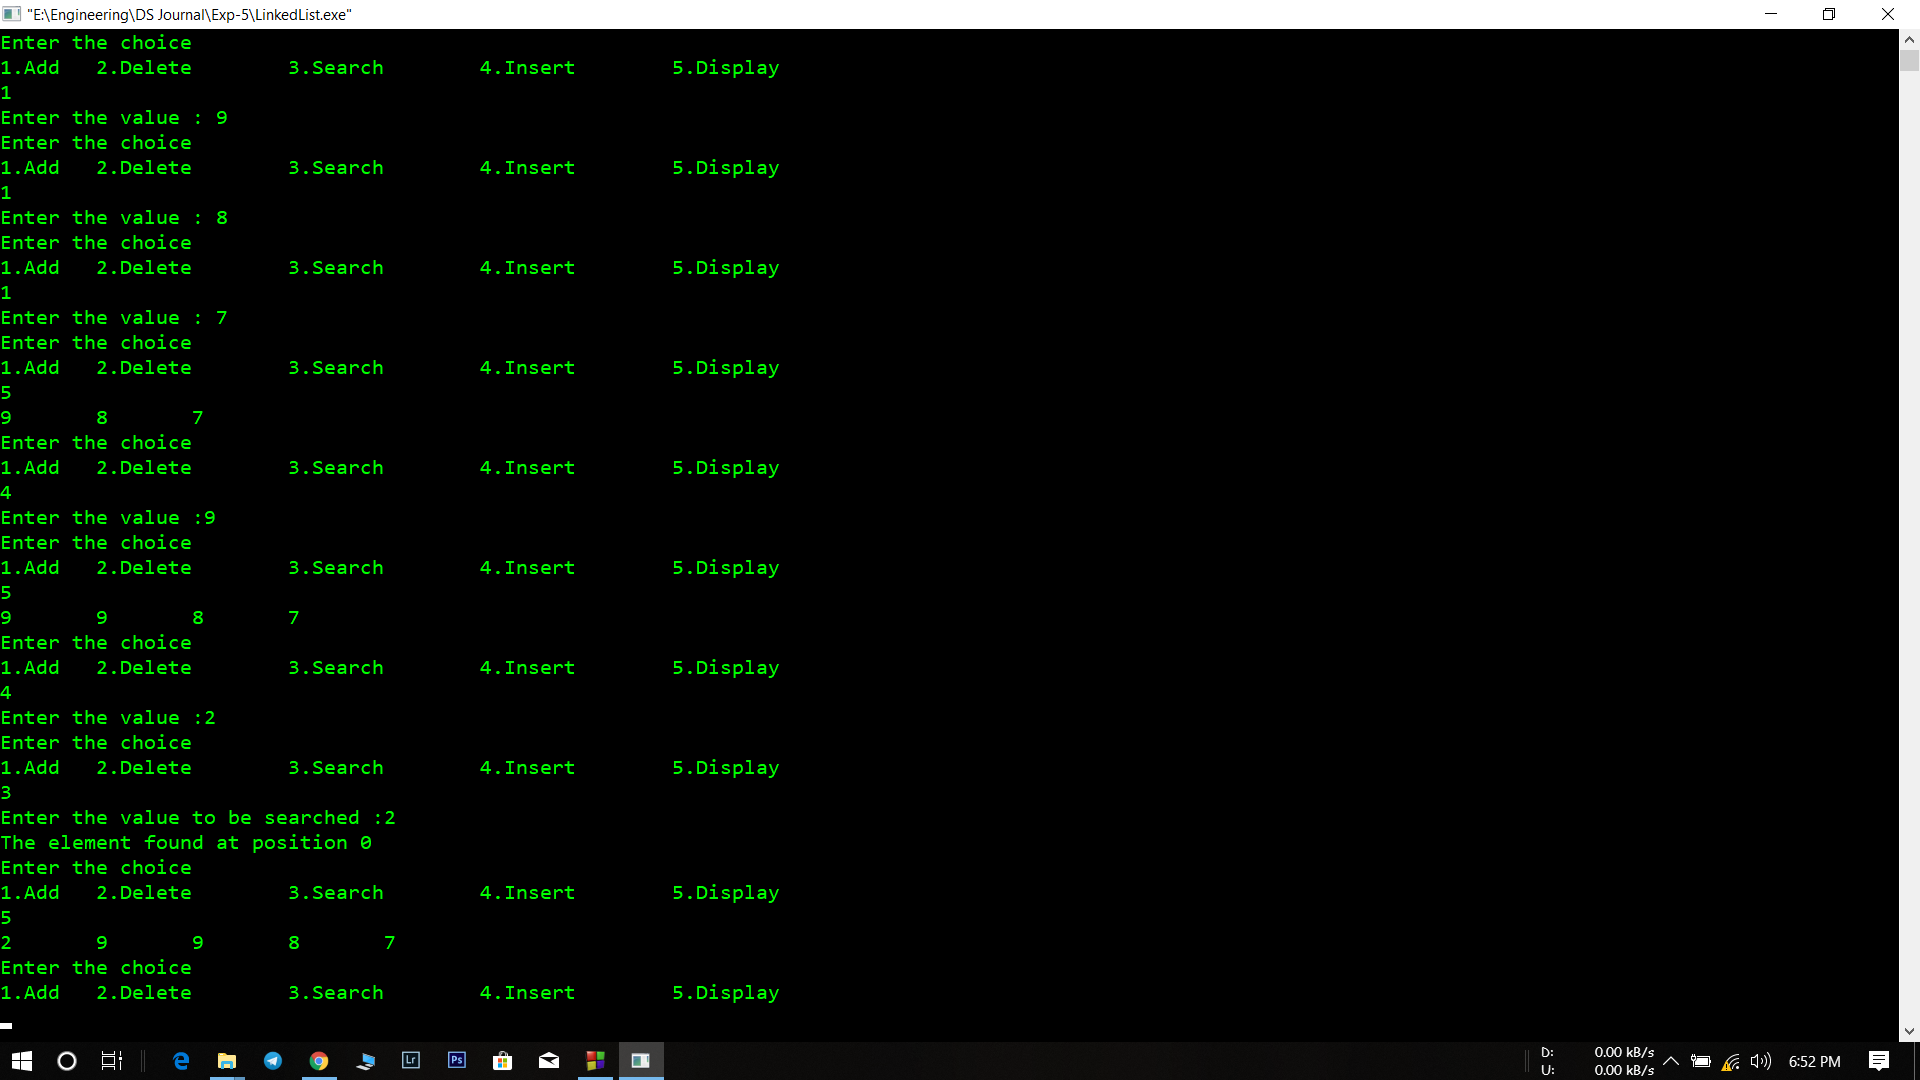 "E:\Engineering\DS Journal\Exp-5\LinkedList.exe"
Enter the choice
1.Add 2.Delete 3.Search 4.Insert 5.Display
1
Enter the value : 9
Enter the choice
1.Add 2.Delete 3.Search 4.Insert 5.Display
1
Enter the value : 8
Enter the choice
1.Add 2.Delete 3.Search 4.Insert 5.Display
1
Enter the value : 7
Enter the choice
1.Add 2.Delete 3.Search 4.Insert 5.Display
5
9 8 7
Enter the choice
1.Add 2.Delete 3.Search 4.Insert 5.Display
4
Enter the value :9
Enter the choice
1.Add 2.Delete 3.Search 4.Insert 5.Display
5
9 9 8 7
Enter the choice
1.Add 2.Delete 3.Search 4.Insert 5.Display
4
Enter the value :2
Enter the choice
1.Add 2.Delete 3.Search 4.Insert 5.Display
3
Enter the value to be searched :2
The element found at position 0
Enter the choice
1.Add 2.Delete 3.Search 4.Insert 5.Display
5
2 9 9 8 7
Enter the choice
1.Add 2.Delete 3.Search 4.Insert 5.Display
Lr Ps
D: 0.00 kB/s
U: 0.00 kB/s
6:52 PM